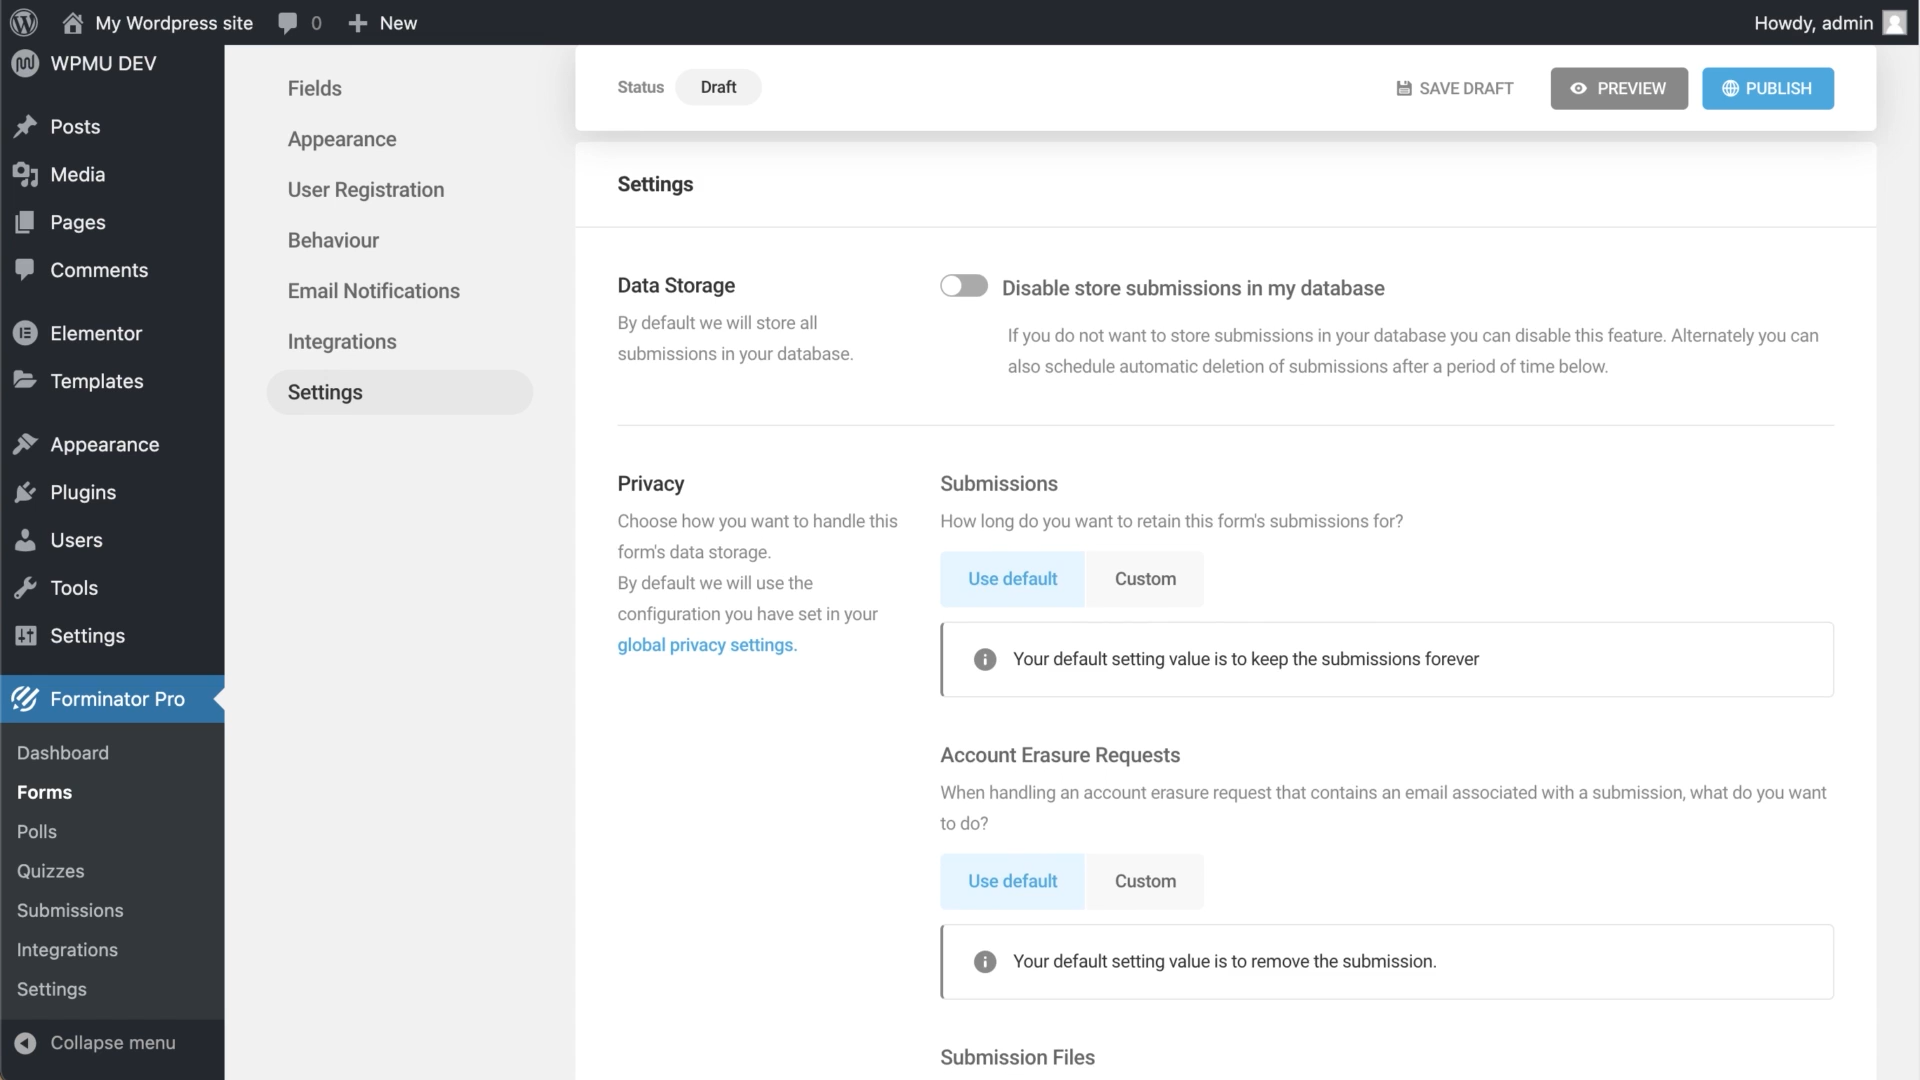 My Wordpress site
0
New
Howdy, admin
WPMU DEV
Posts
Media
Pages
Comments
Elementor
Templates
Appearance
Plugins
Users
Tools
Settings
Forminator Pro
Dashboard
Forms
Polls
Quizzes
Submissions
Integrations
Settings
Collapse menu
Fields
Appearance
User Registration
Behaviour
Email Notifications
Integrations
Settings
Status
Draft
SAVE DRAFT
PREVIEW
PUBLISH
Settings
Data Storage
By default we will store all
submissions in your database.
Disable store submissions in my database
If you do not want to store submissions in your database you can disable this feature. Alternately you can
also schedule automatic deletion of submissions after a period of time below.
Privacy
Choose how you want to handle this
form's data storage.
By default we will use the
configuration you have set in your
global privacy settings.
Submissions
How long do you want to retain this form's submissions for?
Use default
Custom
Your default setting value is to keep the submissions forever
Account Erasure Requests
When handling an account erasure request that contains an email associated with a submission, what do you want
to do?
Use default
Custom
Your default setting value is to remove the submission.
Submission Files